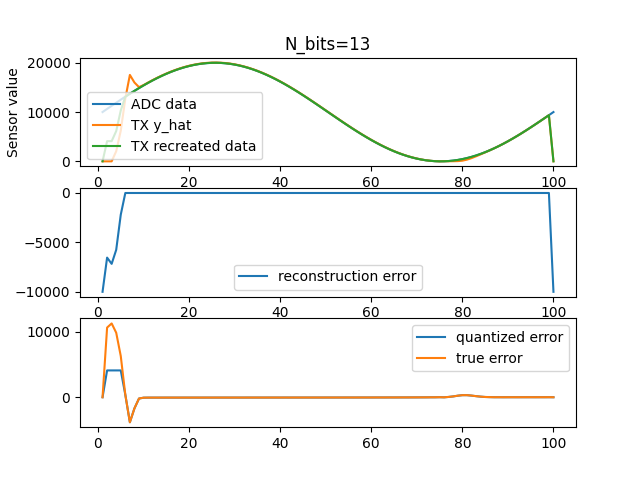 N_bits=13
Sensor value
20000
10000
0
ADC data
TX y_hat
TX recreated data
0 20 40 60 80 100
0
−5000
−10000
reconstruction error
0 20 40 60 80 100
10000
0
quantized error
true error
0 20 40 60 80 100